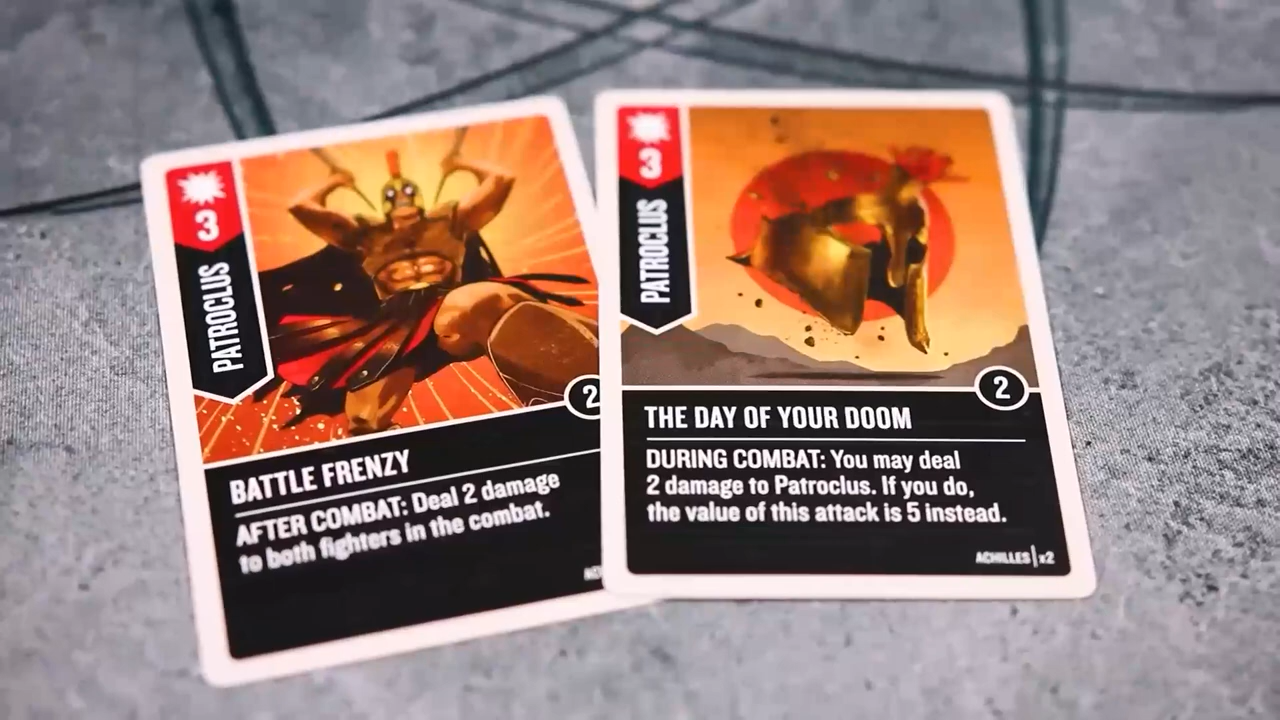 3
PATROCLUS
2
BATTLE FRENZY
AFTER COMBAT: Deal 2 damage
to both fighters in the combat.
3
PATROCLUS
2
THE DAY OF YOUR DOOM
DURING COMBAT: You may deal
2 damage to Patroclus. If you do,
the value of this attack is 5 instead.
ACHILLES | x2